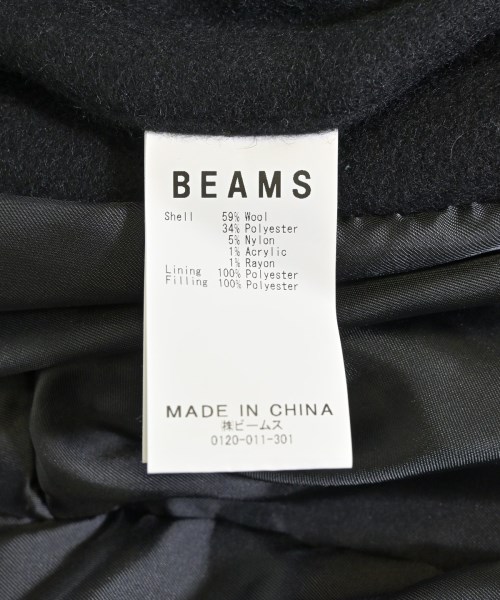 BEAMS
Shell 59% Wool
34% Polyester
5% Nylon
1% Acrylic
1% Rayon
Lining 100% Polyester
Filling 100% Polyester
MADE IN CHINA
㈱ビームス
0120-011-301